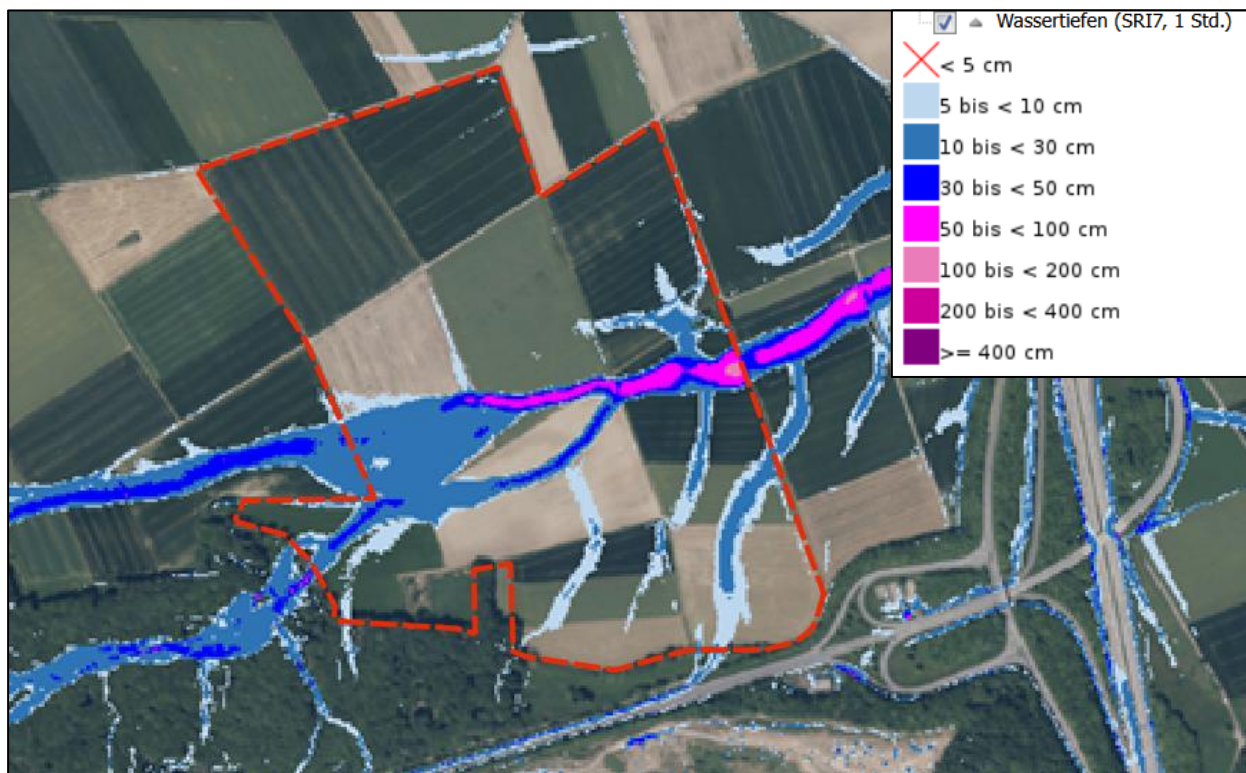 Wassertiefen (SRI7, 1 Std.)
< 5 cm
5 bis < 10 cm
10 bis < 30 cm
30 bis < 50 cm
50 bis < 100 cm
100 bis < 200 cm
200 bis < 400 cm
>= 400 cm